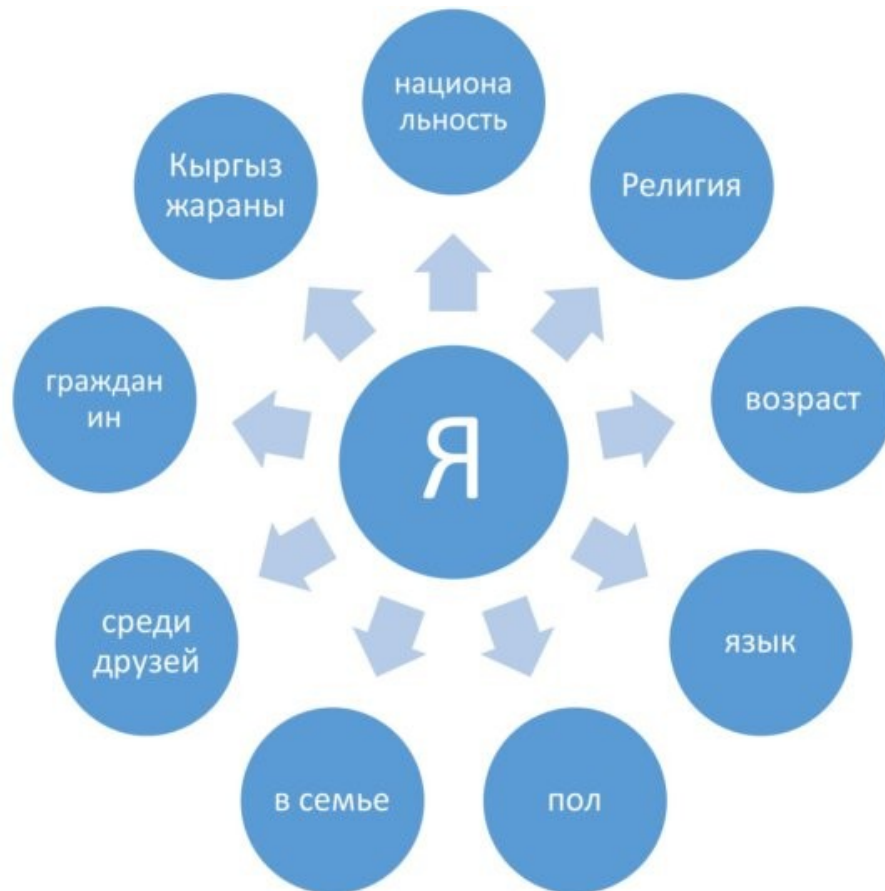 национа
льность
Религия
возраст
язык
пол
в семье
среди
друзей
граждан
ин
Кыргыз
жараны
Я